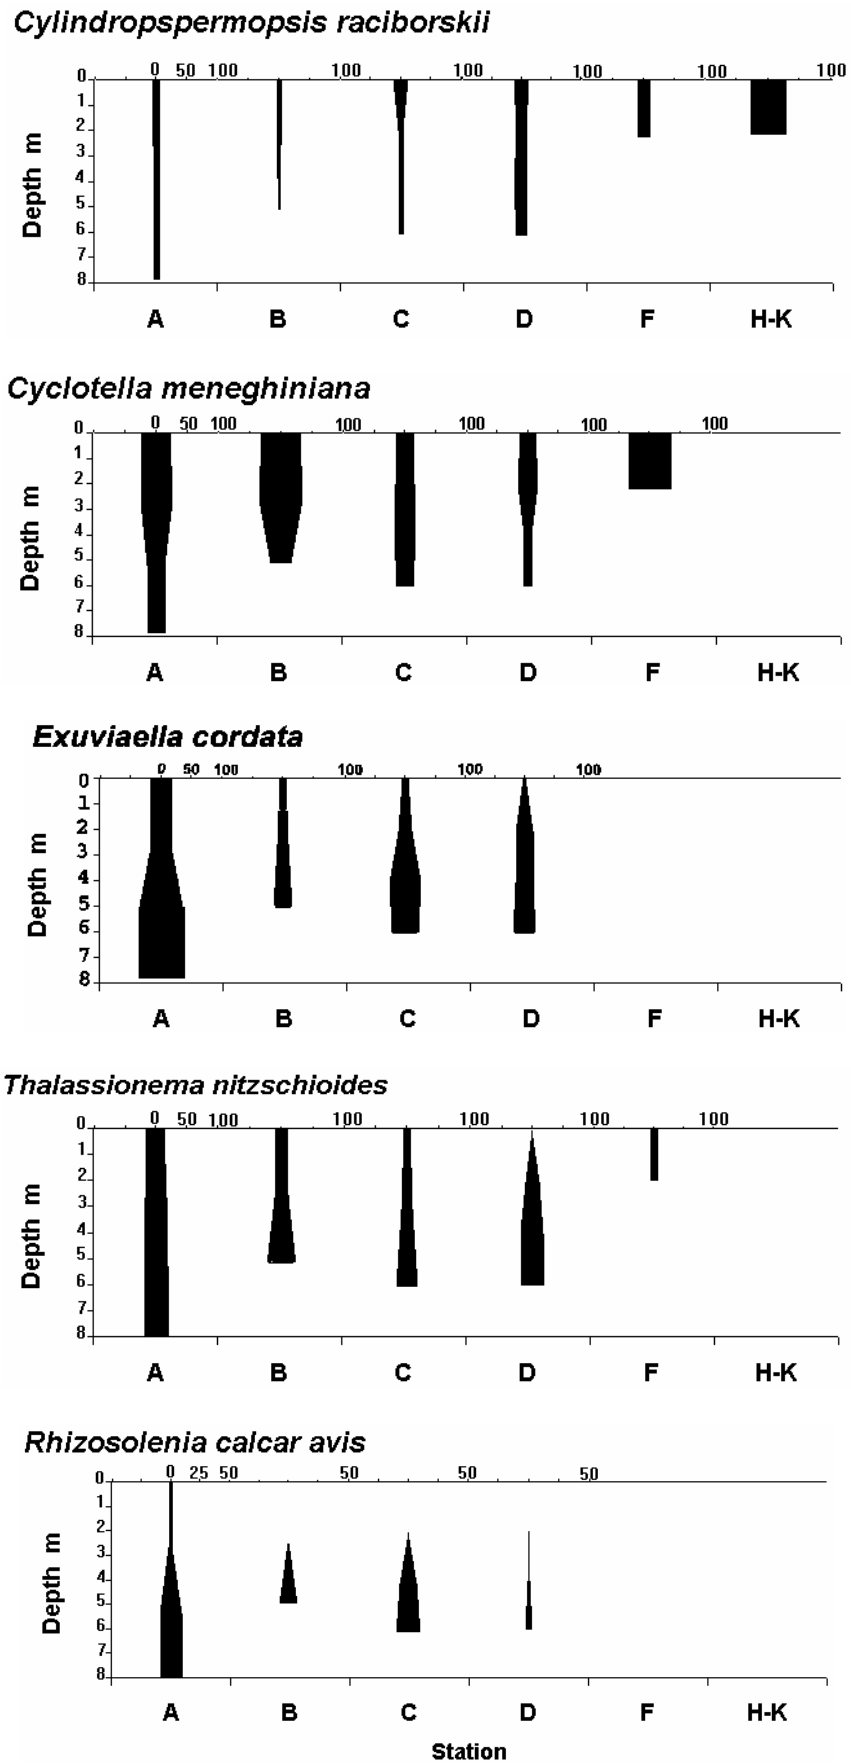 Cylindropspermopsis raciborskii
0 0 50 100 100 100 100 100 100
1
2
3
4
5
6
7
8
Depth m
A B C D F H-K
Cyclotella meneghiniana
0 0 50 100 100 100 100 100
1
2
3
4
5
6
7
8
Depth m
A B C D F H-K
Exuviaella cordata
0 0 50 100 100 100 100
1
2
3
4
5
6
7
8
Depth m
A B C D F H-K
Thalassionema nitzschioides
0 0 50 100 100 100 100 100
1
2
3
4
5
6
7
8
Depth m
A B C D F H-K
Rhizosolenia calcar avis
0 0 25 50 50 50 50
1
2
3
4
5
6
7
8
Depth m
A B C D F H-K
Station